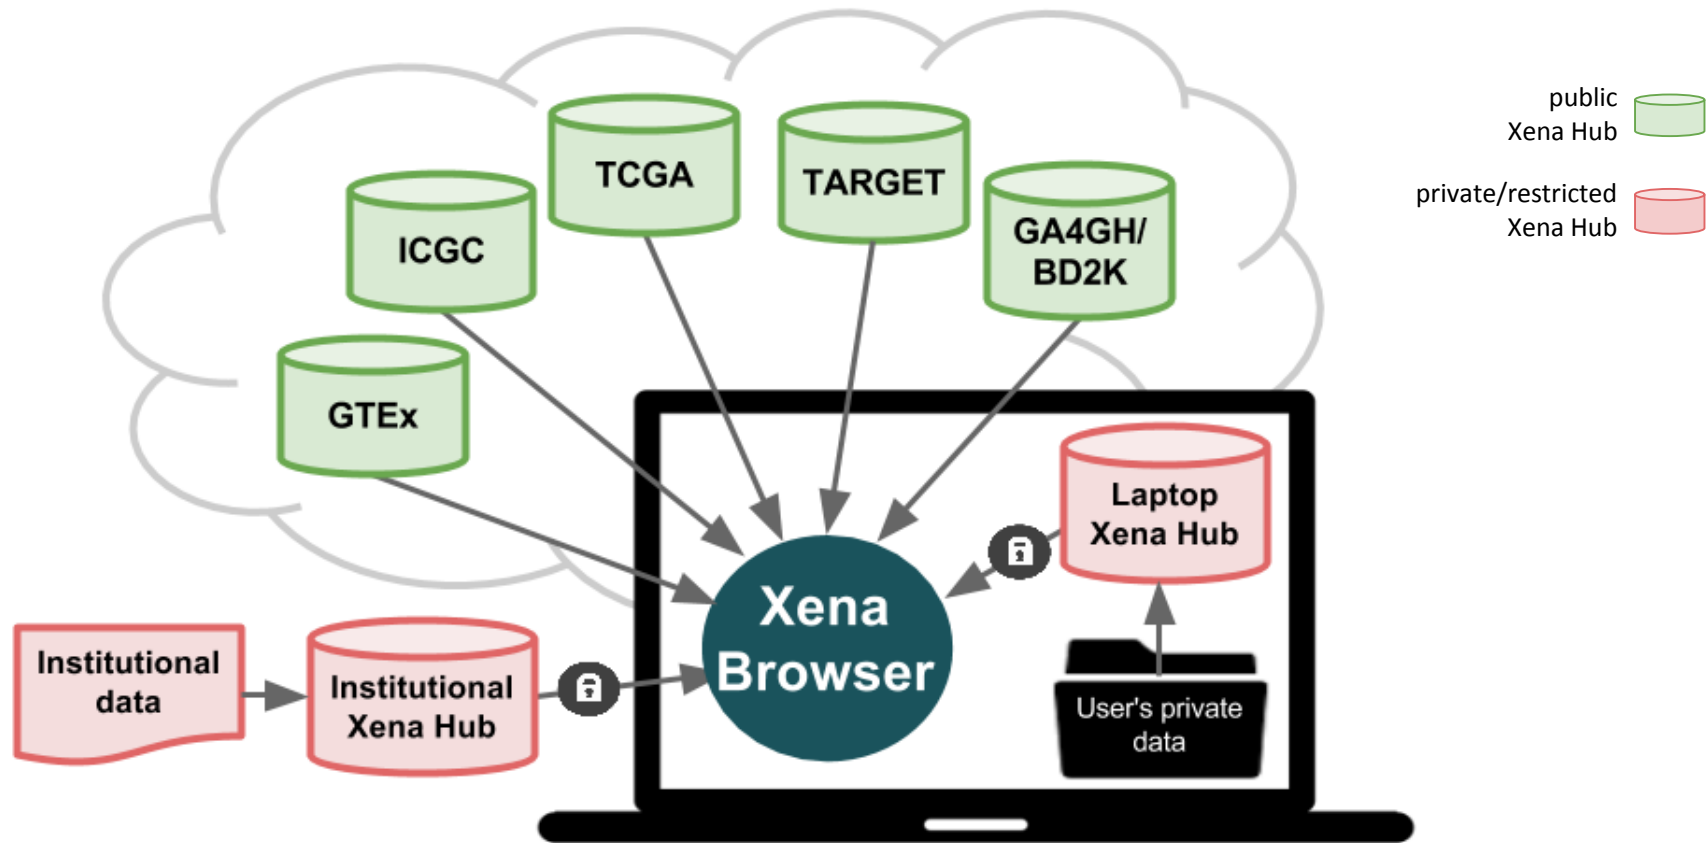 public
Xena Hub
private/restricted
Xena Hub
TCGA
TARGET
ICGC
GA4GH/
BD2K
GTEx
Laptop
Xena Hub
Xena
Browser
Institutional
data
Institutional
Xena Hub
User's private
data